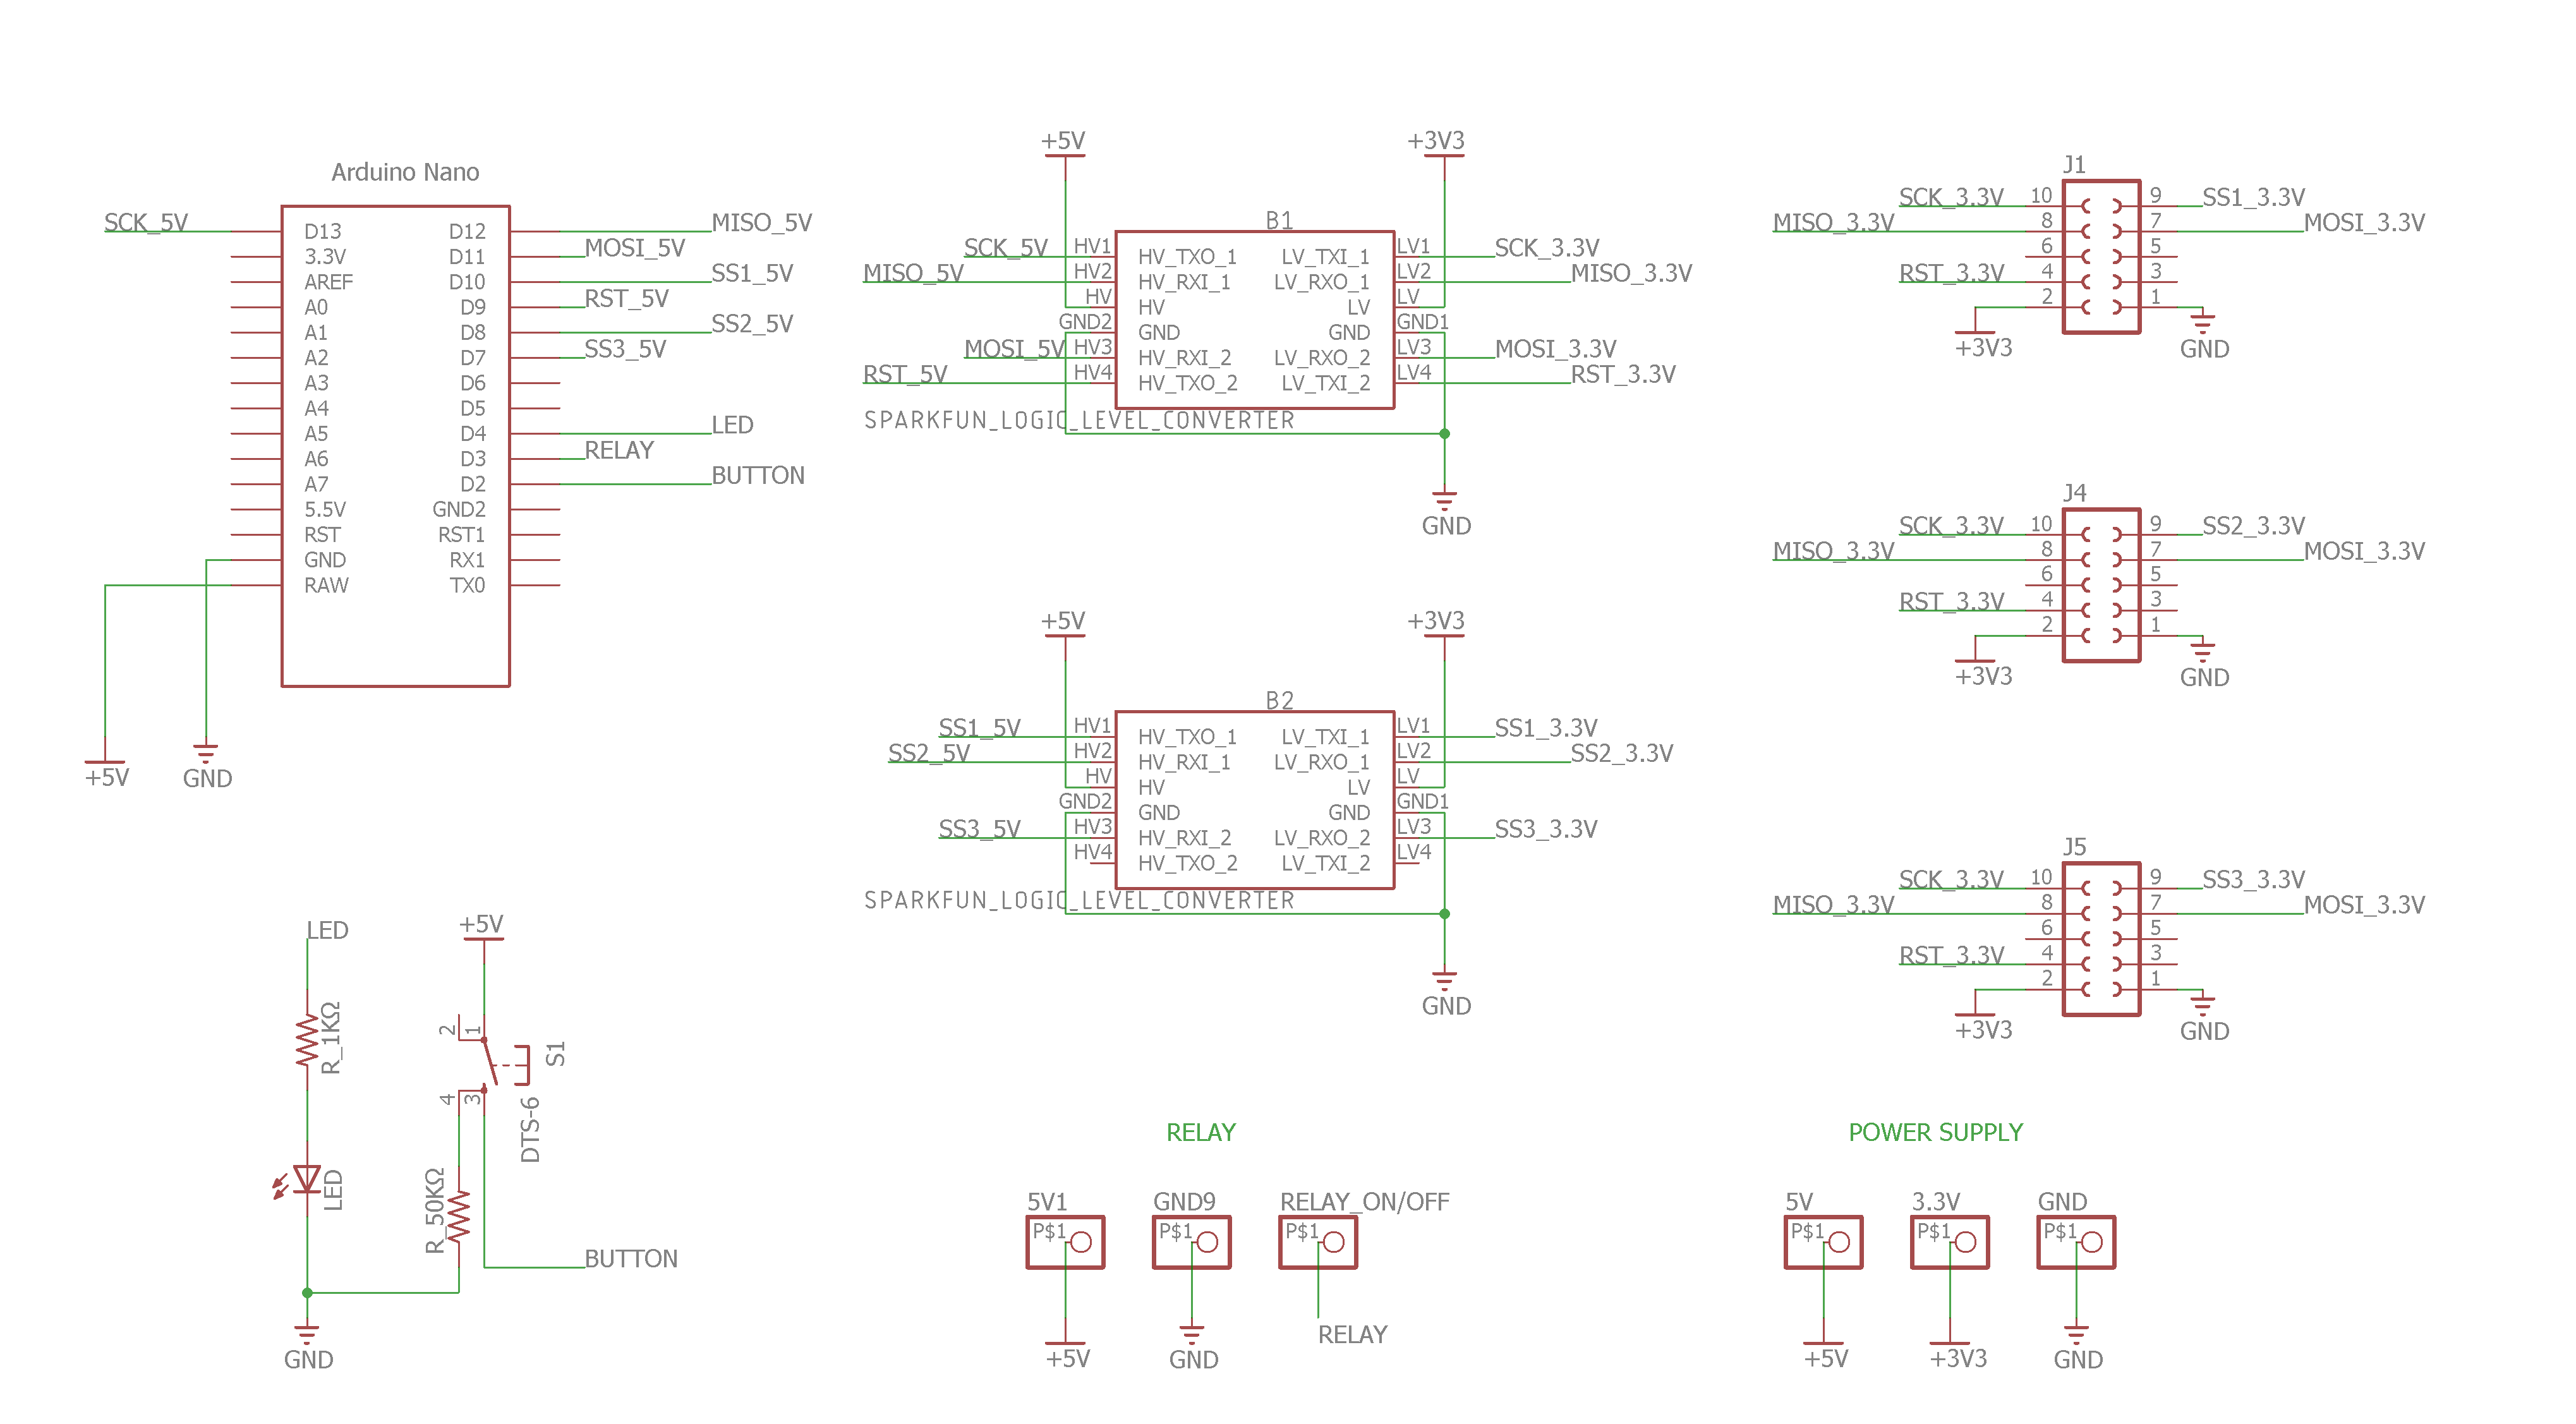 Arduino Nano
SCK_5V
D13
3.3V
AREF
A0
A1
A2
A3
A4
A5
A6
A7
5.5V
RST
GND
RAW
D12
D11
D10
D9
D8
D7
D6
D5
D4
D3
D2
GND2
RST1
RX1
TX0
MISO_5V
MOSI_5V
SS1_5V
RST_5V
SS2_5V
SS3_5V
LED
RELAY
BUTTON
+5V
GND
+5V
+3V3
B1
SCK_5V
MISO_5V
MOSI_5V
RST_5V
HV1
HV2
HV
GND2
HV3
HV4
HV_TXO_1
HV_RXI_1
HV
GND
HV_RXI_2
HV_TXO_2
LV_TXI_1
LV_RXO_1
LV
GND
LV_RXO_2
LV_TXI_2
LV1
LV2
LV
GND1
LV3
LV4
SCK_3.3V
MISO_3.3V
MOSI_3.3V
RST_3.3V
SPARKFUN_LOGIC_LEVEL_CONVERTER
GND
+5V
+3V3
B2
SS1_5V
SS2_5V
SS3_5V
HV1
HV2
HV
GND2
HV3
HV4
HV_TXO_1
HV_RXI_1
HV
GND
HV_RXI_2
HV_TXO_2
LV_TXI_1
LV_RXO_1
LV
GND
LV_RXO_2
LV_TXI_2
LV1
LV2
LV
GND1
LV3
LV4
SS1_3.3V
SS2_3.3V
SS3_3.3V
SPARKFUN_LOGIC_LEVEL_CONVERTER
GND
J1
SCK_3.3V 10 9 SS1_3.3V
MISO_3.3V 8 7 MOSI_3.3V
6 5
RST_3.3V 4 3
2 1
+3V3 GND
J4
SCK_3.3V 10 9 SS2_3.3V
MISO_3.3V 8 7 MOSI_3.3V
6 5
RST_3.3V 4 3
2 1
+3V3 GND
J5
SCK_3.3V 10 9 SS3_3.3V
MISO_3.3V 8 7 MOSI_3.3V
6 5
RST_3.3V 4 3
2 1
+3V3 GND
LED
R_1KΩ
LED
GND
+5V
2 1
4 3
S1
DTS-6
R_50KΩ
BUTTON
RELAY
5V1 GND9 RELAY_ON/OFF
P$1 P$1 P$1
+5V GND RELAY
POWER SUPPLY
5V 3.3V GND
P$1 P$1 P$1
+5V +3V3 GND